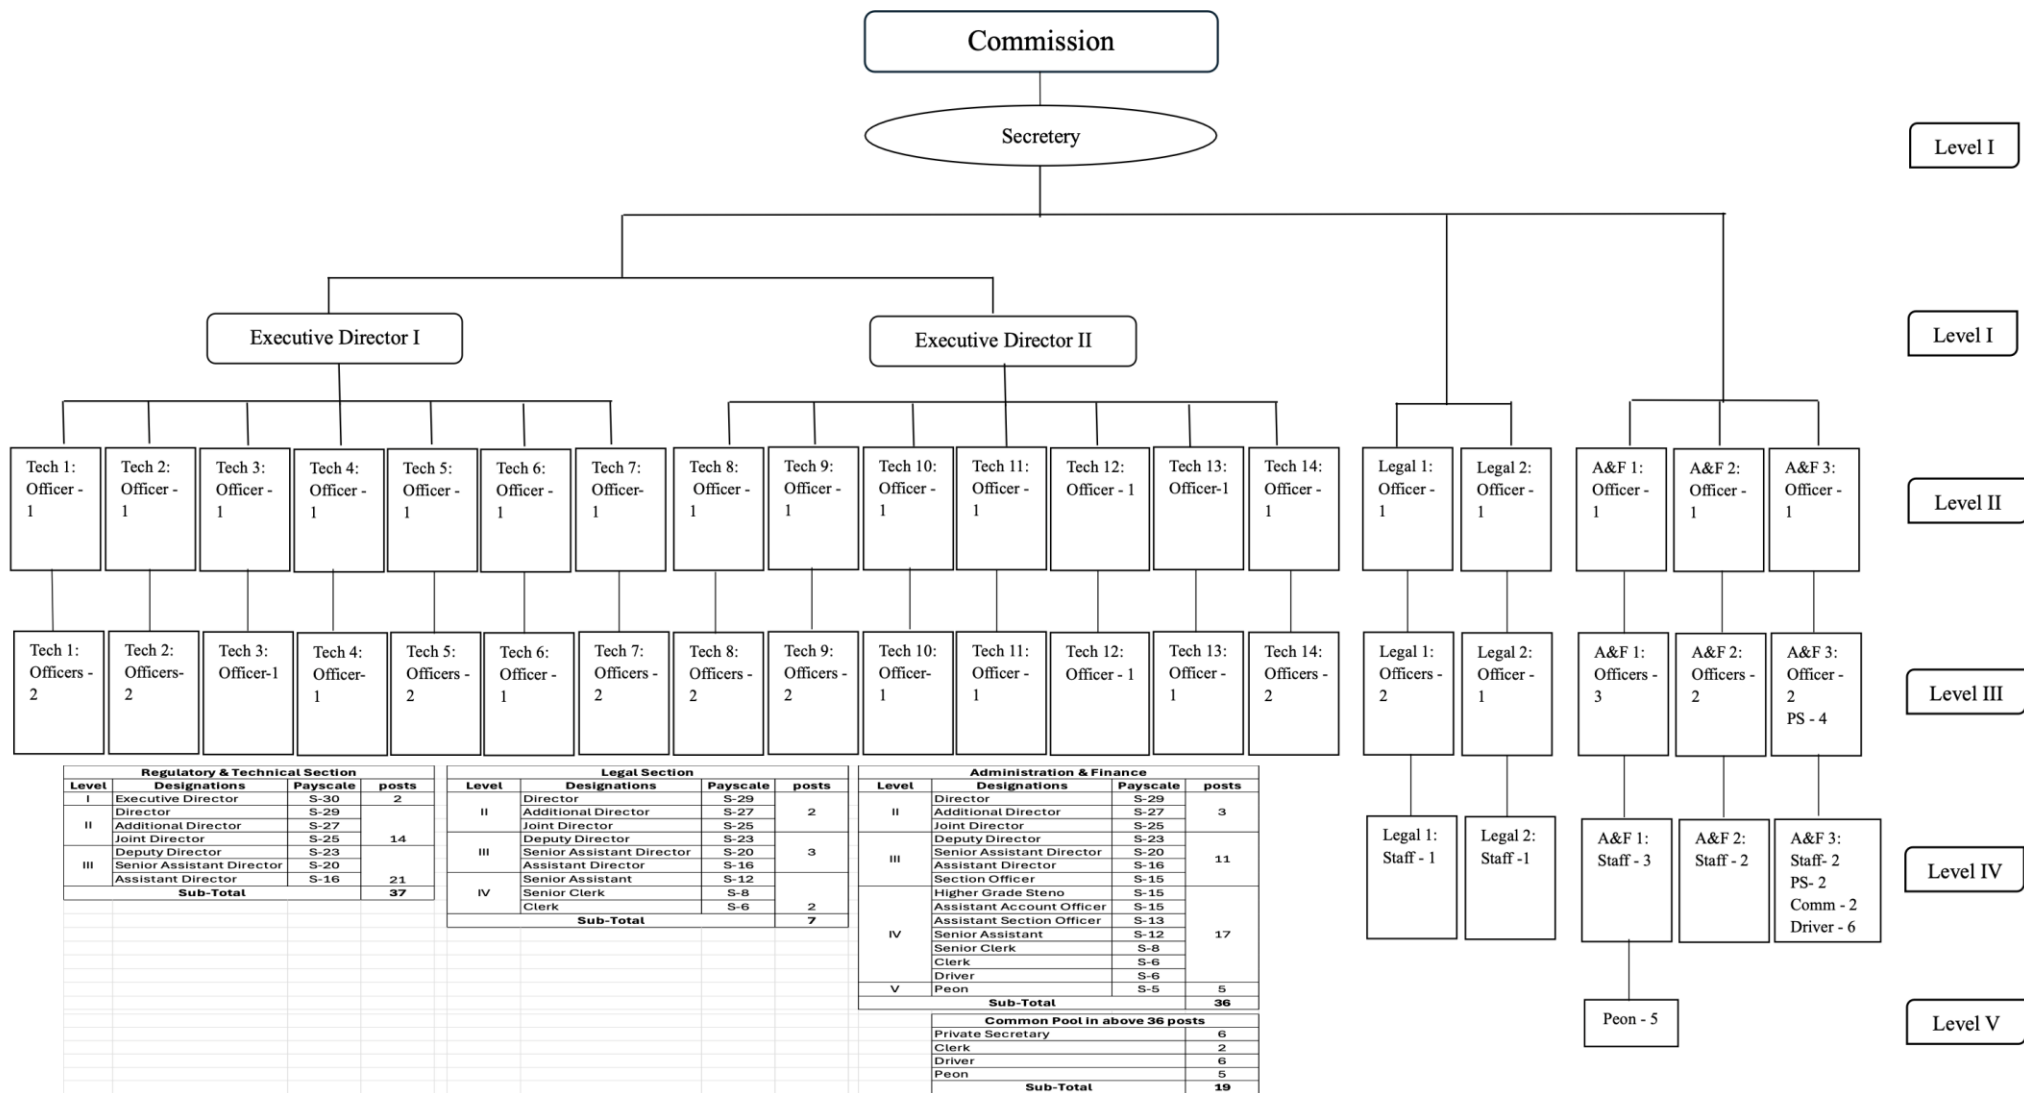 Commission
Secretery
Level I
Executive Director I
Executive Director II
Level I
Tech 1:
Officer -
1
Tech 2:
Officer -
1
Tech 3:
Officer -
1
Tech 4:
Officer -
1
Tech 5:
Officer -
1
Tech 6:
Officer -
1
Tech 7:
Officer-
1
Tech 8:
Officer -
1
Tech 9:
Officer -
1
Tech 10:
Officer -
1
Tech 11:
Officer -
1
Tech 12:
Officer - 1
Tech 13:
Officer-1
Tech 14:
Officer -
1
Legal 1:
Officer -
1
Legal 2:
Officer -
1
A&F 1:
Officer -
1
A&F 2:
Officer -
1
A&F 3:
Officer -
1
Level II
Tech 1:
Officers -
2
Tech 2:
Officers-
2
Tech 3:
Officer-1
Tech 4:
Officer-
1
Tech 5:
Officers -
2
Tech 6:
Officer -
1
Tech 7:
Officers -
2
Tech 8:
Officers -
2
Tech 9:
Officers -
2
Tech 10:
Officer-
1
Tech 11:
Officer -
1
Tech 12:
Officer - 1
Tech 13:
Officer -
1
Tech 14:
Officers -
2
Legal 1:
Officers -
2
Legal 2:
Officer -
1
A&F 1:
Officers -
3
A&F 2:
Officers -
2
A&F 3:
Officer -
2
PS - 4
Level III
Regulatory & Technical Section
Level Designations Payscale posts
I Executive Director S-30 2
Director S-29
II Additional Director S-27
Joint Director S-25 14
Deputy Director S-23
III Senior Assistant Director S-20
Assistant Director S-16 21
Sub-Total 37
Legal Section
Level Designations Payscale posts
Director S-29
II Additional Director S-27 2
Joint Director S-25
Deputy Director S-23
III Senior Assistant Director S-20 3
Assistant Director S-16
Senior Assistant S-12
IV Senior Clerk S-8
Clerk S-6 2
Sub-Total 7
Administration & Finance
Level Designations Payscale posts
Director S-29
II Additional Director S-27 3
Joint Director S-25
Deputy Director S-23
III Senior Assistant Director S-20 11
Assistant Director S-16
Section Officer S-15
Higher Grade Steno S-15
Assistant Account Officer S-15
Assistant Section Officer S-13
IV Senior Assistant S-12 17
Senior Clerk S-8
Clerk S-6
Driver S-6
V Peon S-5 5
Sub-Total 36
Common Pool in above 36 posts
Private Secretary 6
Clerk 2
Driver 6
Peon 5
Sub-Total 19
Legal 1:
Staff - 1
Legal 2:
Staff -1
A&F 1:
Staff - 3
A&F 2:
Staff - 2
A&F 3:
Staff- 2
PS- 2
Comm - 2
Driver - 6
Level IV
Peon - 5
Level V